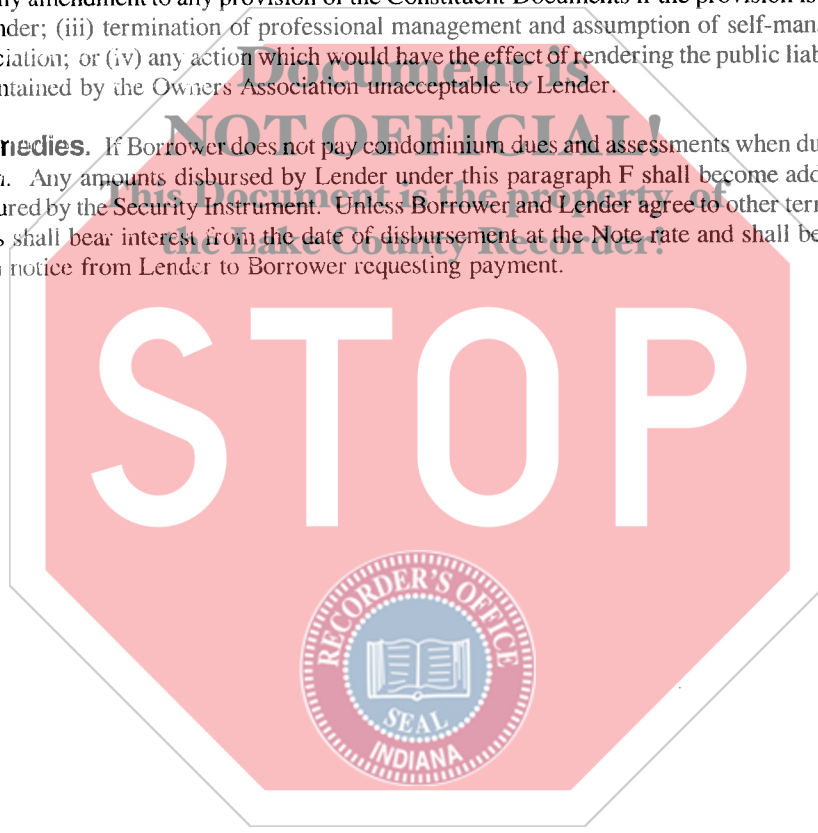 any amendment to any provision of the Constituent Documents if the provision is
nder; (iii) termination of professional management and assumption of self-man
ciation; or (iv) any action which would have the effect of rendering the public liab
ntained by the Owners Association unacceptable to Lender.
Document is
NOT OFFICIAL!
This Document is the property of
the Lake County Recorder!
nedies. If Borrower does not pay condominium dues and assessments when du
Any amounts disbursed by Lender under this paragraph F shall become add
ured by the Security Instrument. Unless Borrower and Lender agree to other ter
s shall bear interest from the date of disbursement at the Note rate and shall be
notice from Lender to Borrower requesting payment.
STOP
RECORDER'S OFFICE
SEAL
INDIANA